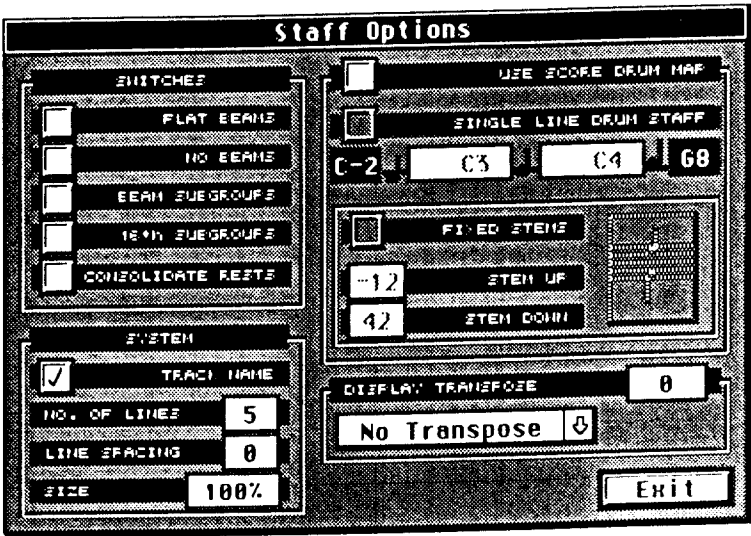 Staff Options
SWITCHES
FLAT BEAMS
NO BEAMS
BEAM SUBGROUPS
16th SUBGROUPS
CONSOLIDATE RESTS
SYSTEM
TRACK NAME
NO. OF LINES 5
LINE SPACING 0
SIZE 100%
USE SCORE DRUM MAP
SINGLE LINE DRUM STAFF
C-2 C3 C4 G8
FIXED STEMS
-12 STEM UP
42 STEM DOWN
DISPLAY TRANSPOSE 0
No Transpose
Exit